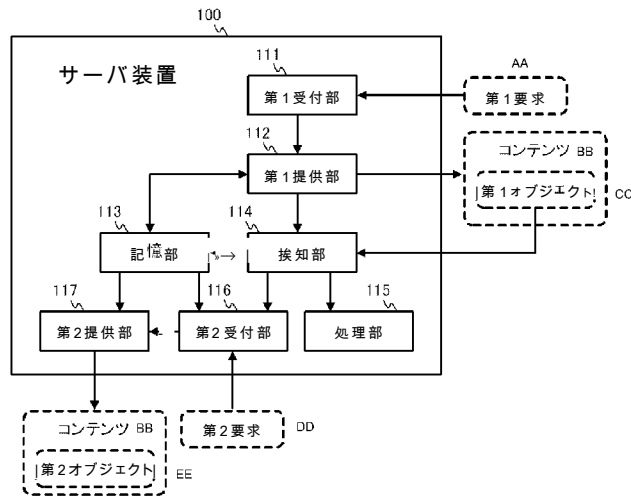 100
サーバ装置
111
第1受付部
AA
第1要求
112
第1提供部
コンテンツ BB
第1オブジェクト
CC
113
記憶部
114
挨知部
115
処理部
116
第2受付部
117
第2提供部
コンテンツ BB
第2オブジェクト
EE
第2要求
DD